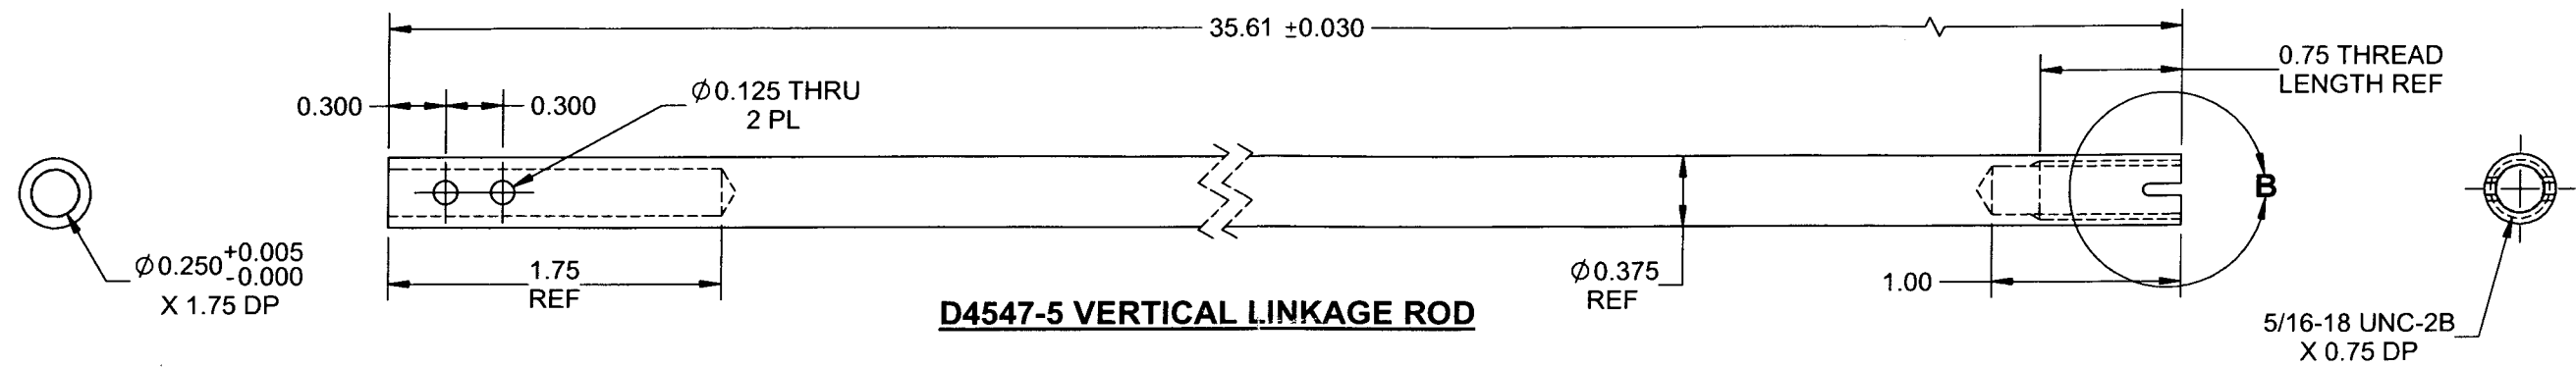 35.61 ±0.030
0.75 THREAD
LENGTH REF
0.300
0.300
Ø0.125 THRU
2 PL
B
Ø0.250 +0.005
-0.000
X 1.75 DP
1.75
REF
Ø0.375
REF
1.00
5/16-18 UNC-2B
X 0.75 DP
D4547-5 VERTICAL LINKAGE ROD